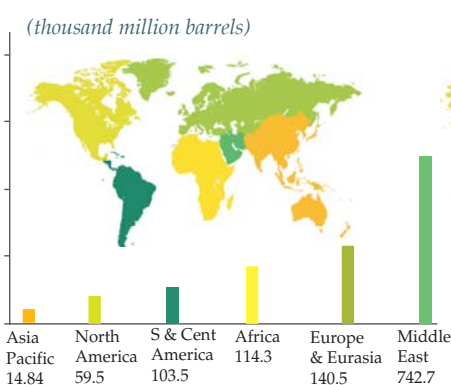 (thousand million barrels)
Asia
Pacific
14.84
North
America
59.5
S & Cent
America
103.5
Africa
114.3
Europe
& Eurasia
140.5
Middle
East
742.7